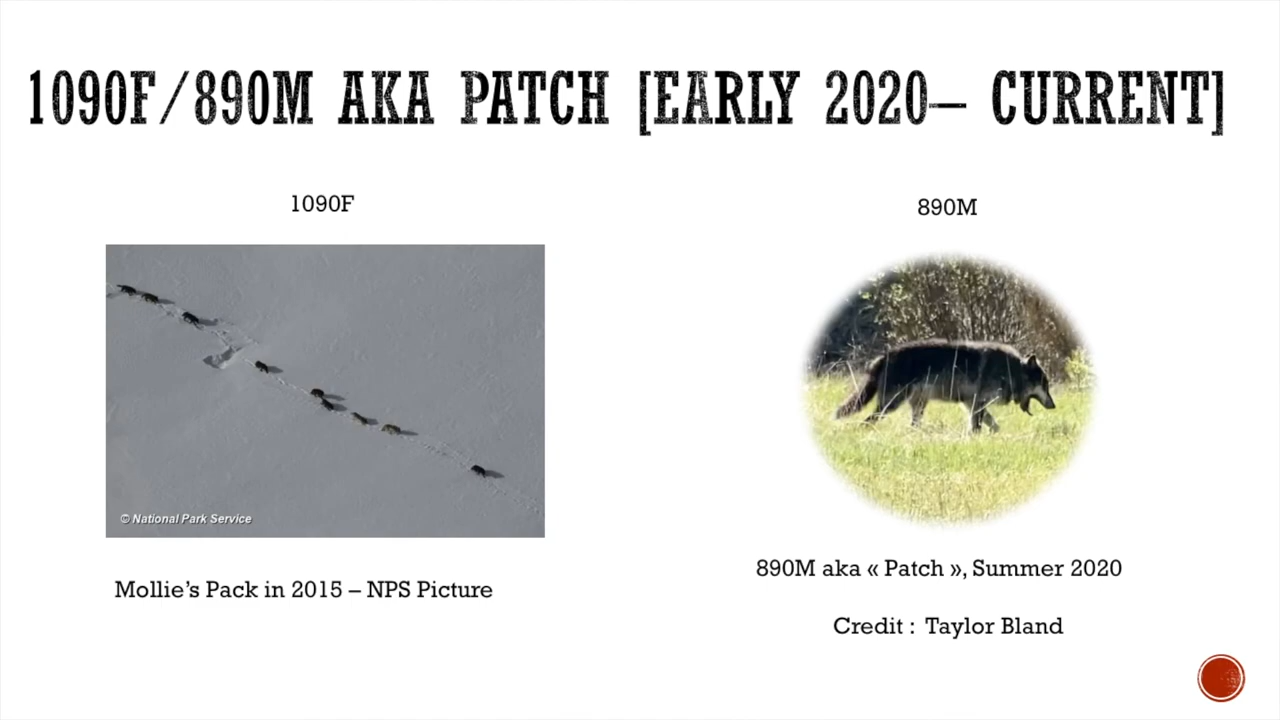 1090F/890M AKA PATCH [EARLY 2020– CURRENT]
1090F
890M
© National Park Service
Mollie’s Pack in 2015 – NPS Picture
890M aka « Patch », Summer 2020
Credit : Taylor Bland